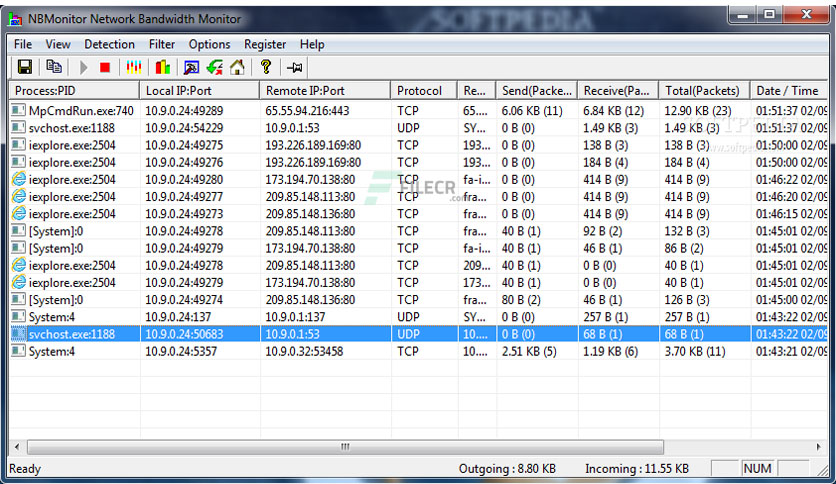 SOFTPEDIA
NBMonitor Network Bandwidth Monitor
File View Detection Filter Options Register Help
Process:PID Local IP:Port Remote IP:Port Protocol Re... Send(Packe... Receive(Pa... Total(Packets) Date / Time
MpCmdRun.exe:740 10.9.0.24:49289 65.55.94.216:443 TCP 65.... 6.06 KB (11) 6.84 KB (12) 12.90 KB (23) 01:51:37 02/09
svchost.exe:1188 10.9.0.24:54229 10.9.0.1:53 UDP SY... 0 B (0) 1.49 KB (3) 1.49 KB (3) 01:51:37 02/09
iexplore.exe:2504 10.9.0.24:49275 193.226.189.169:80 TCP 193... 0 B (0) 138 B (3) 138 B (3) 01:50:00 02/09
iexplore.exe:2504 10.9.0.24:49276 193.226.189.169:80 TCP 193... 0 B (0) 184 B (4) 184 B (4) 01:50:00 02/09
iexplore.exe:2504 10.9.0.24:49280 173.194.70.138:80 TCP fa-i... 0 B (0) 414 B (9) 414 B (9) 01:46:22 02/09
iexplore.exe:2504 10.9.0.24:49277 209.85.148.113:80 TCP fra... 0 B (0) 414 B (9) 414 B (9) 01:46:20 02/09
iexplore.exe:2504 10.9.0.24:49273 209.85.148.136:80 TCP fra... 0 B (0) 414 B (9) 414 B (9) 01:46:15 02/09
[System]:0 10.9.0.24:49278 209.85.148.113:80 TCP fra... 40 B (1) 92 B (2) 132 B (3) 01:45:01 02/09
[System]:0 10.9.0.24:49279 173.194.70.138:80 TCP fa-i... 40 B (1) 46 B (1) 86 B (2) 01:45:01 02/09
iexplore.exe:2504 10.9.0.24:49278 209.85.148.113:80 TCP 209... 40 B (1) 0 B (0) 40 B (1) 01:45:01 02/09
iexplore.exe:2504 10.9.0.24:49279 173.194.70.138:80 TCP 173... 40 B (1) 0 B (0) 40 B (1) 01:45:01 02/09
[System]:0 10.9.0.24:49274 209.85.148.136:80 TCP fra... 80 B (2) 46 B (1) 126 B (3) 01:45:00 02/09
System:4 10.9.0.24:137 10.9.0.1:137 UDP SY... 0 B (0) 257 B (1) 257 B (1) 01:43:22 02/09
svchost.exe:1188 10.9.0.24:50683 10.9.0.1:53 UDP 10.... 0 B (0) 68 B (1) 68 B (1) 01:43:22 02/09
System:4 10.9.0.24:5357 10.9.0.32:53458 TCP 10.... 2.51 KB (5) 1.19 KB (6) 3.70 KB (11) 01:43:21 02/09
FILECR
.com
Ready Outgoing : 8.80 KB Incoming : 11.55 KB NUM